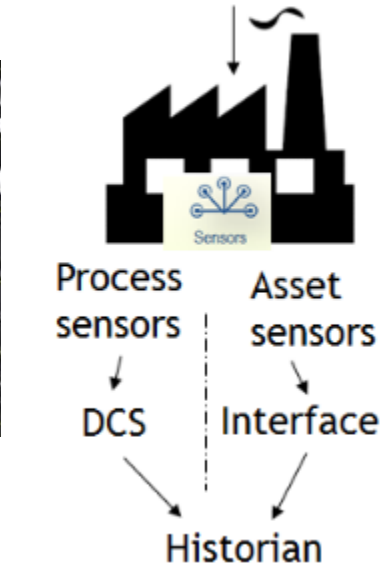 Sensors
Process
sensors
Asset
sensors
DCS
Interface
Historian